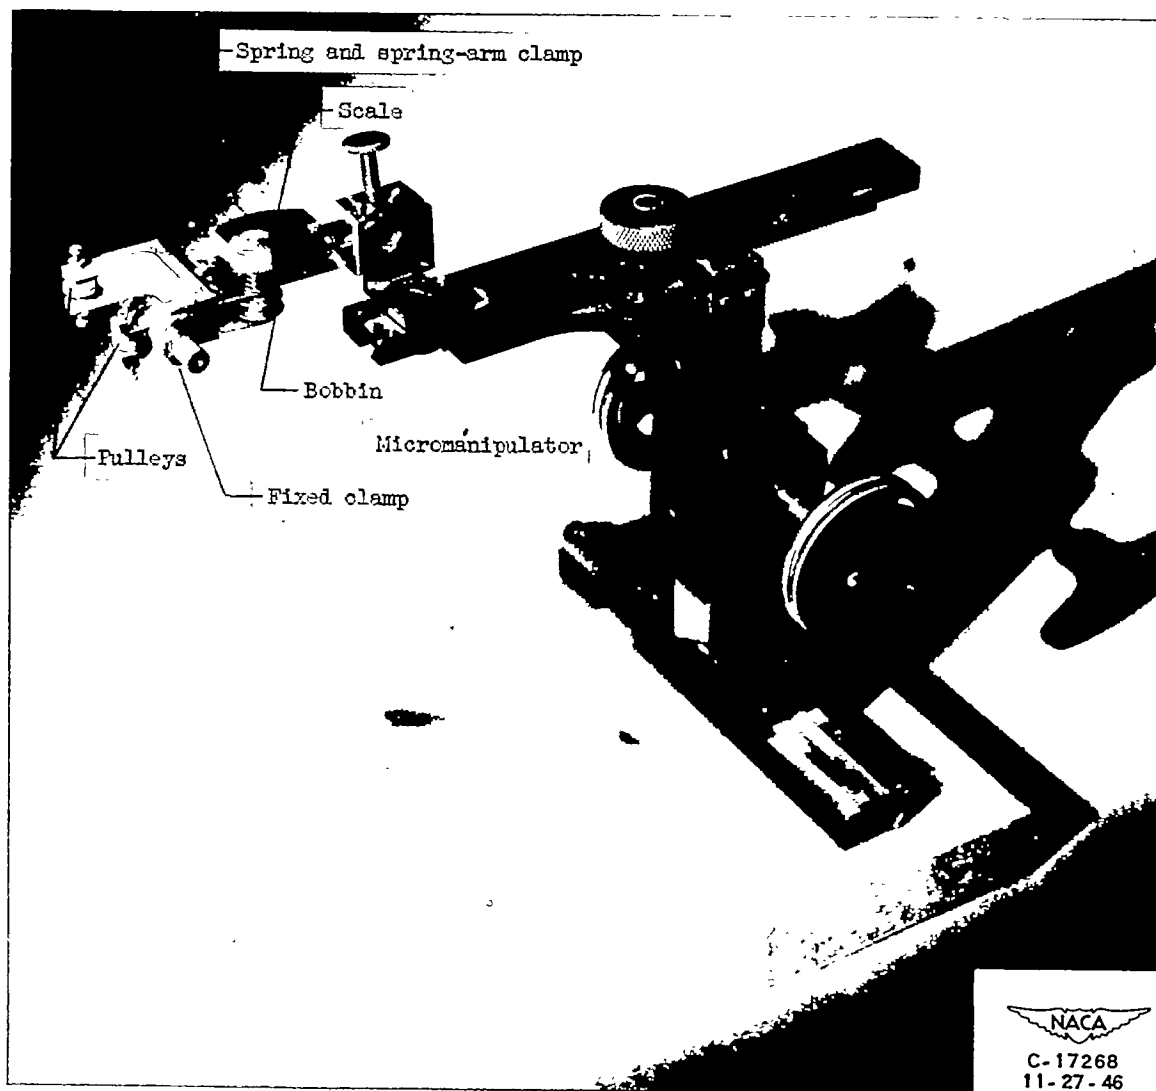 Spring and spring-arm clamp
Scale
Bobbin
Micromanipulator
Pulleys
Fixed clamp
NACA
C-17268
11-27-46